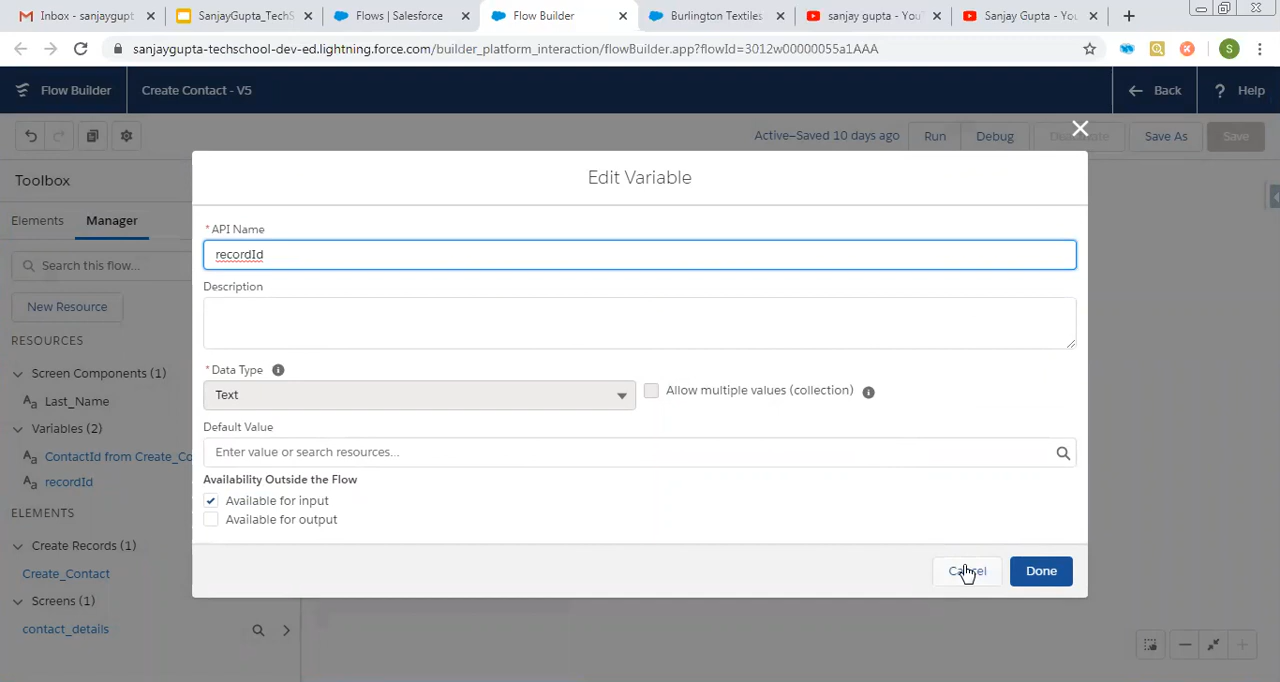 Inbox - sanjaygupt
SanjayGupta_TechS
Flows | Salesforce
Flow Builder
Burlington Textiles
sanjay gupta - You
Sanjay Gupta - You
sanjaygupta-techschool-dev-ed.lightning.force.com/builder_platform_interaction/flowBuilder.app?flowId=3012w00000055a1AAA
S
Flow Builder
Create Contact - V5
Back
? Help
Active–Saved 10 days ago
Run
Debug
Save As
Save
Toolbox
Elements
Manager
Search this flow...
New Resource
RESOURCES
Screen Components (1)
Aa Last_Name
Variables (2)
Aa ContactId from Create_Co
Aa recordId
ELEMENTS
Create Records (1)
Create_Contact
Screens (1)
contact_details
Edit Variable
* API Name
recordId
Description
* Data Type
Text
Allow multiple values (collection)
Default Value
Enter value or search resources...
Availability Outside the Flow
Available for input
Available for output
Cancel
Done